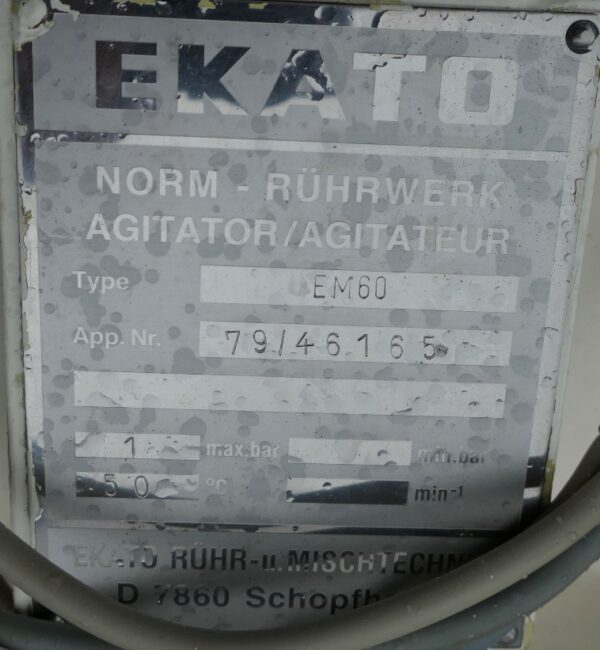 EKATO
NORM - RÜHRWERK
AGITATOR/AGITATEUR
Type EM60
App. Nr. 79/46165
1 max.bar min.bar
50 °C min-1
EKATO RÜHR-u.MISCHTECHN
D 7860 Schopfh